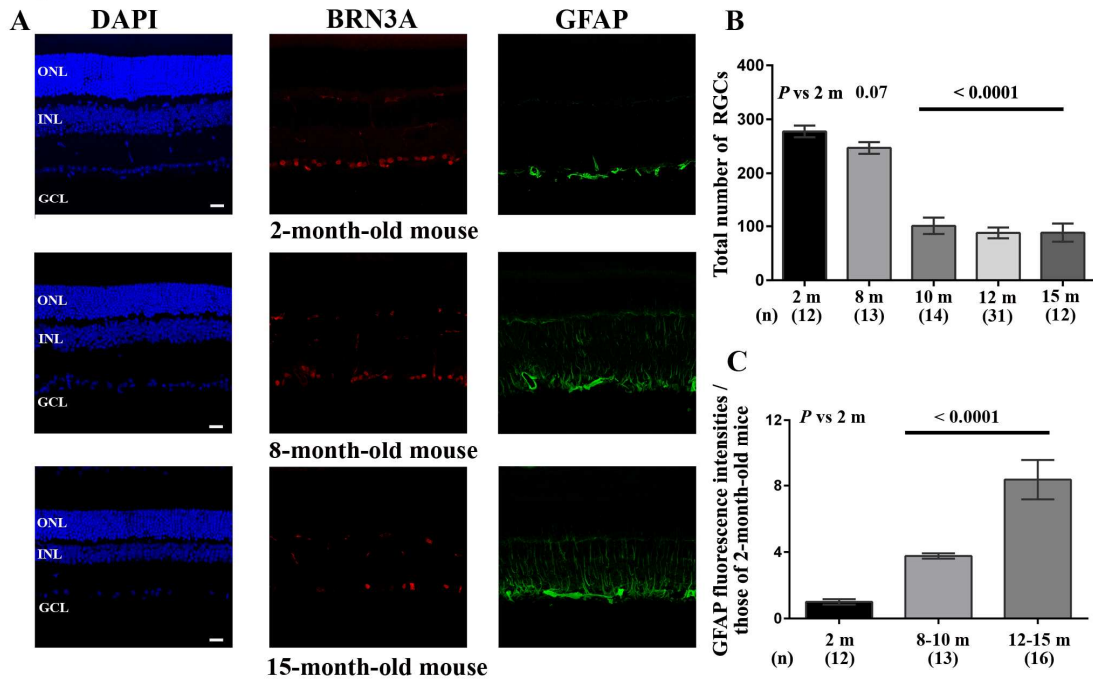 A
DAPI
BRN3A
GFAP
ONL
INL
GCL
2-month-old mouse
ONL
INL
GCL
8-month-old mouse
ONL
INL
GCL
15-month-old mouse
B
Total number of RGCs
400
300
200
100
0
P vs 2 m 0.07 < 0.0001
2 m 8 m 10 m 12 m 15 m
(n) (12) (13) (14) (31) (12)
C
GFAP fluorescence intensities /
those of 2-month-old mice
12
8
4
0
P vs 2 m < 0.0001
2 m 8-10 m 12-15 m
(n) (12) (13) (16)